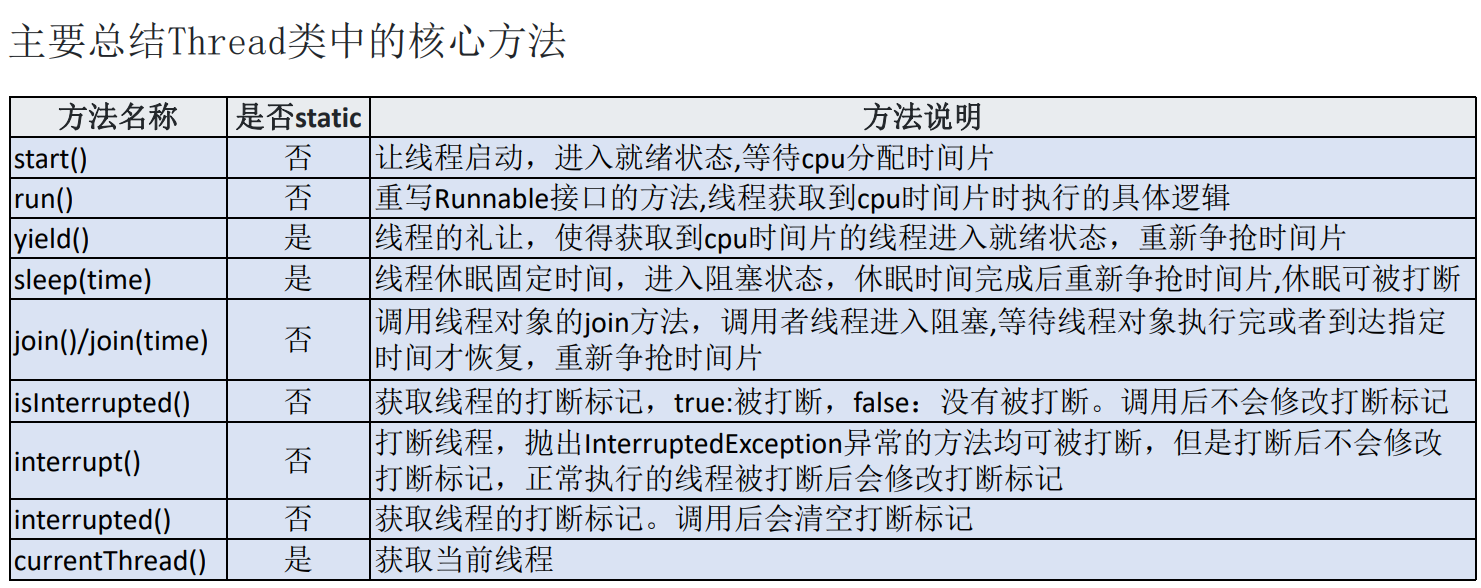 主要总结Thread类中的核心方法
方法名称 是否static 方法说明
start() 否 让线程启动，进入就绪状态,等待cpu分配时间片
run() 否 重写Runnable接口的方法,线程获取到cpu时间片时执行的具体逻辑
yield() 是 线程的礼让，使得获取到cpu时间片的线程进入就绪状态，重新争抢时间片
sleep(time) 是 线程休眠固定时间，进入阻塞状态，休眠时间完成后重新争抢时间片,休眠可被打断
join()/join(time) 否 调用线程对象的join方法，调用者线程进入阻塞,等待线程对象执行完或者到达指定
时间才恢复，重新争抢时间片
isInterrupted() 否 获取线程的打断标记，true:被打断，false：没有被打断。调用后不会修改打断标记
interrupt() 否 打断线程，抛出InterruptedException异常的方法均可被打断，但是打断后不会修改
打断标记，正常执行的线程被打断后会修改打断标记
interrupted() 否 获取线程的打断标记。调用后会清空打断标记
currentThread() 是 获取当前线程